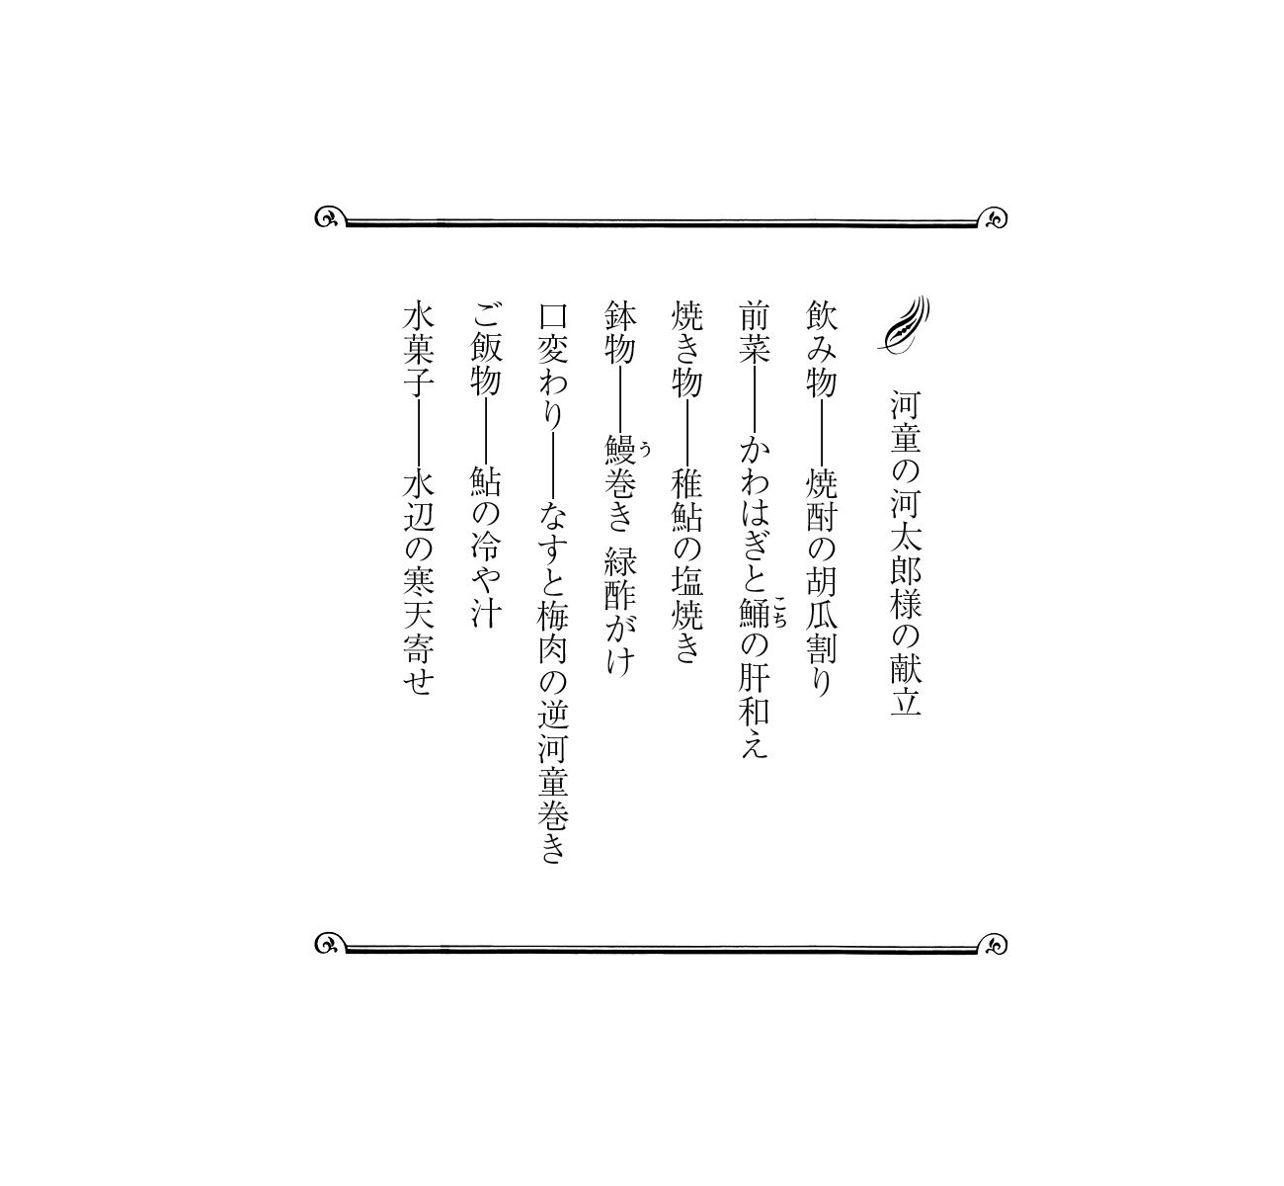 河童の河太郎様の献立
飲み物――焼酎の胡瓜割り
前菜――かわはぎと鯒の肝和え
こち
焼き物――稚鮎の塩焼き
鉢物――鰻巻き 緑酢がけ
う
口変わり――なすと梅肉の逆河童巻き
ご飯物――鮎の冷や汁
水菓子――水辺の寒天寄せ